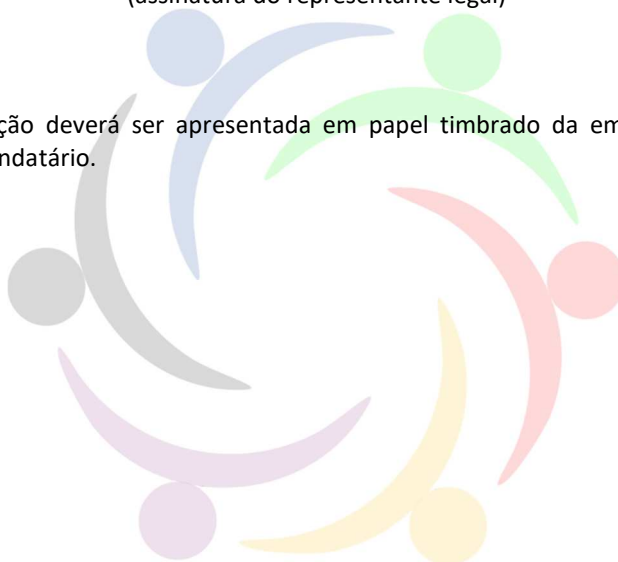 (assinatura do representante legal)
ção deverá ser apresentada em papel timbrado da em
ndatário.